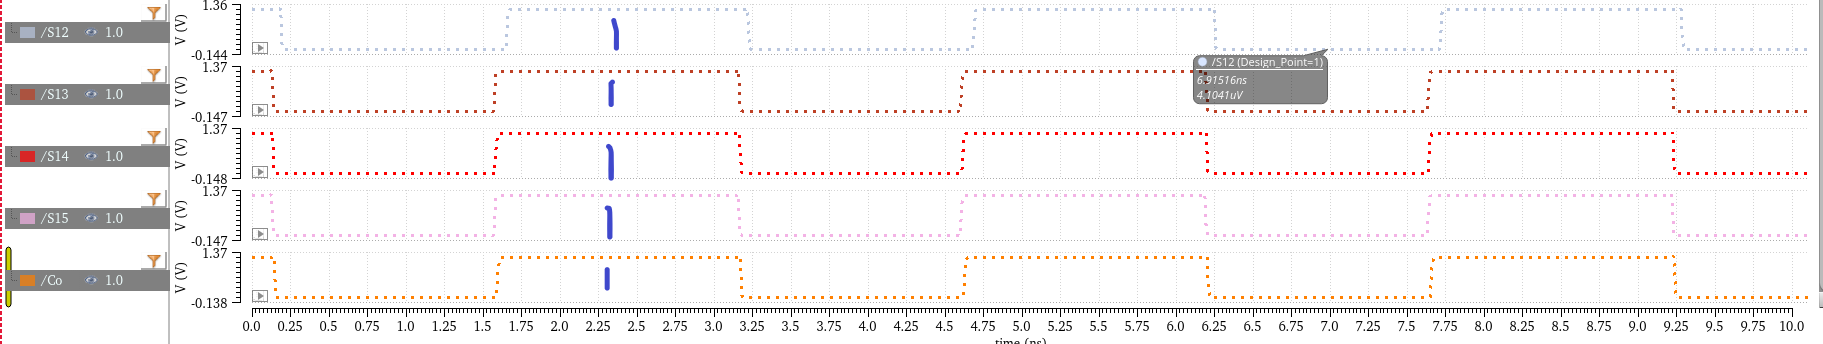 1.36
/S12 1.0
V (V)
-0.144
/S12 (Design_Point=1)
6.91516ns
4.1041uV
1.37
/S13 1.0
V (V)
-0.147
1.37
/S14 1.0
V (V)
-0.148
1.37
/S15 1.0
V (V)
-0.147
1.37
/Co 1.0
V (V)
-0.138
0.0 0.25 0.5 0.75 1.0 1.25 1.5 1.75 2.0 2.25 2.5 2.75 3.0 3.25 3.5 3.75 4.0 4.25 4.5 4.75 5.0 5.25 5.5 5.75 6.0 6.25 6.5 6.75 7.0 7.25 7.5 7.75 8.0 8.25 8.5 8.75 9.0 9.25 9.5 9.75 10.0
time (ns)